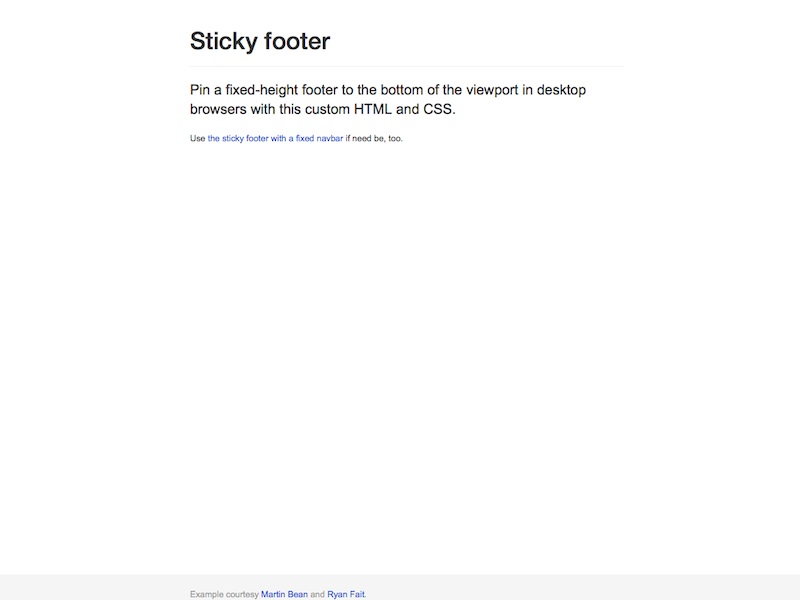 Sticky footer
Pin a fixed-height footer to the bottom of the viewport in desktop
browsers with this custom HTML and CSS.
Use the sticky footer with a fixed navbar if need be, too.
Example courtesy Martin Bean and Ryan Fait.